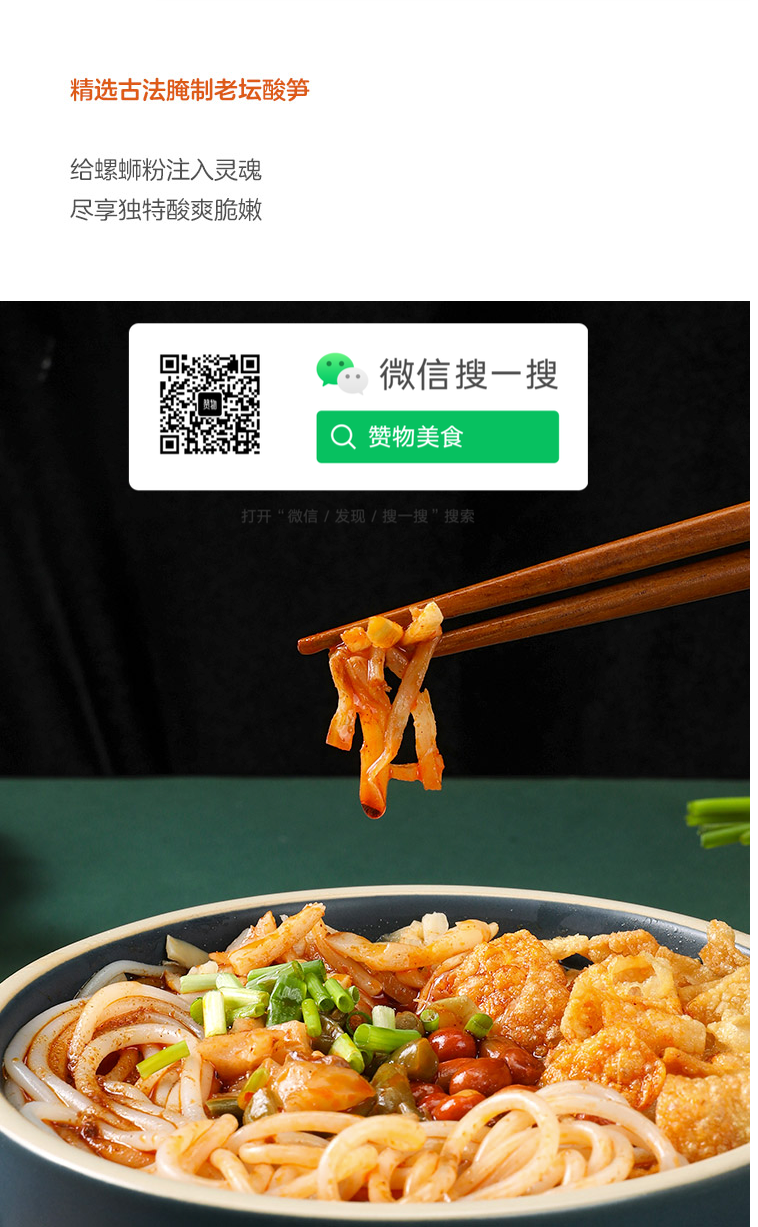 精选古法腌制老坛酸笋
给螺蛳粉注入灵魂
尽享独特酸爽脆嫩
赞物
微信搜一搜
赞物美食
打开“微信 / 发现 / 搜一搜”搜索